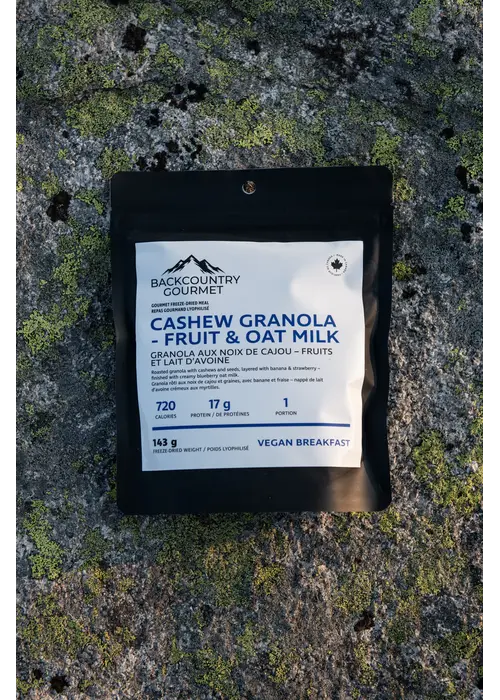 BACKCOUNTRY
GOURMET
GOURMET FREEZE-DRIED MEAL
REPAS GOURMAND LYOPHILISÉ
CASHEW GRANOLA
- FRUIT & OAT MILK
GRANOLA AUX NOIX DE CAJOU – FRUITS
ET LAIT D'AVOINE
Roasted granola with cashews and seeds, layered with banana & strawberry –
finished with creamy blueberry oat milk.
Granola rôti aux noix de cajou et graines, avec banane et fraise – nappé de lait
d'avoine crémeux aux myrtilles.
720 17 g 1
CALORIES PROTEIN / DE PROTÉINES PORTION
143 g
FREEZE-DRIED WEIGHT / POIDS LYOPHILISÉ
VEGAN BREAKFAST